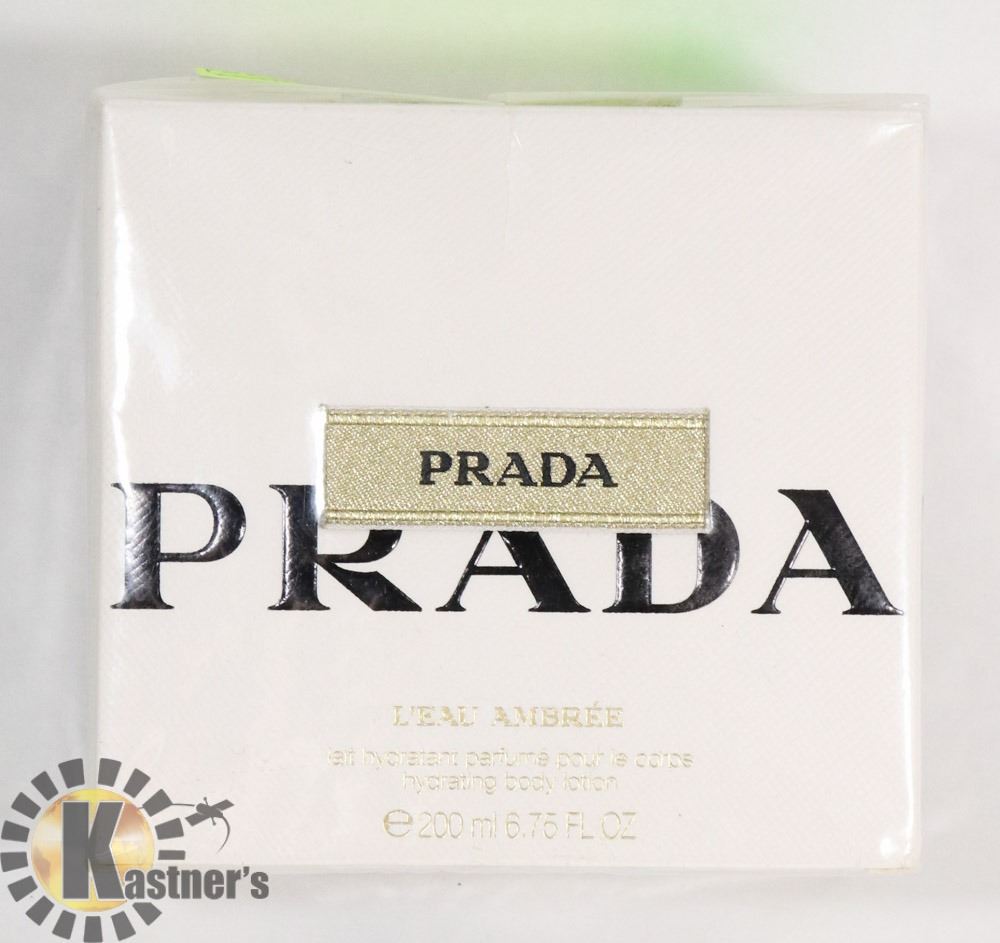 PRADA
PRADA
L'EAU AMBRÉE
lait hydratant parfumé pour le corps
hydrating body lotion
℮ 200 ml 6.75 FL OZ
Kastner's